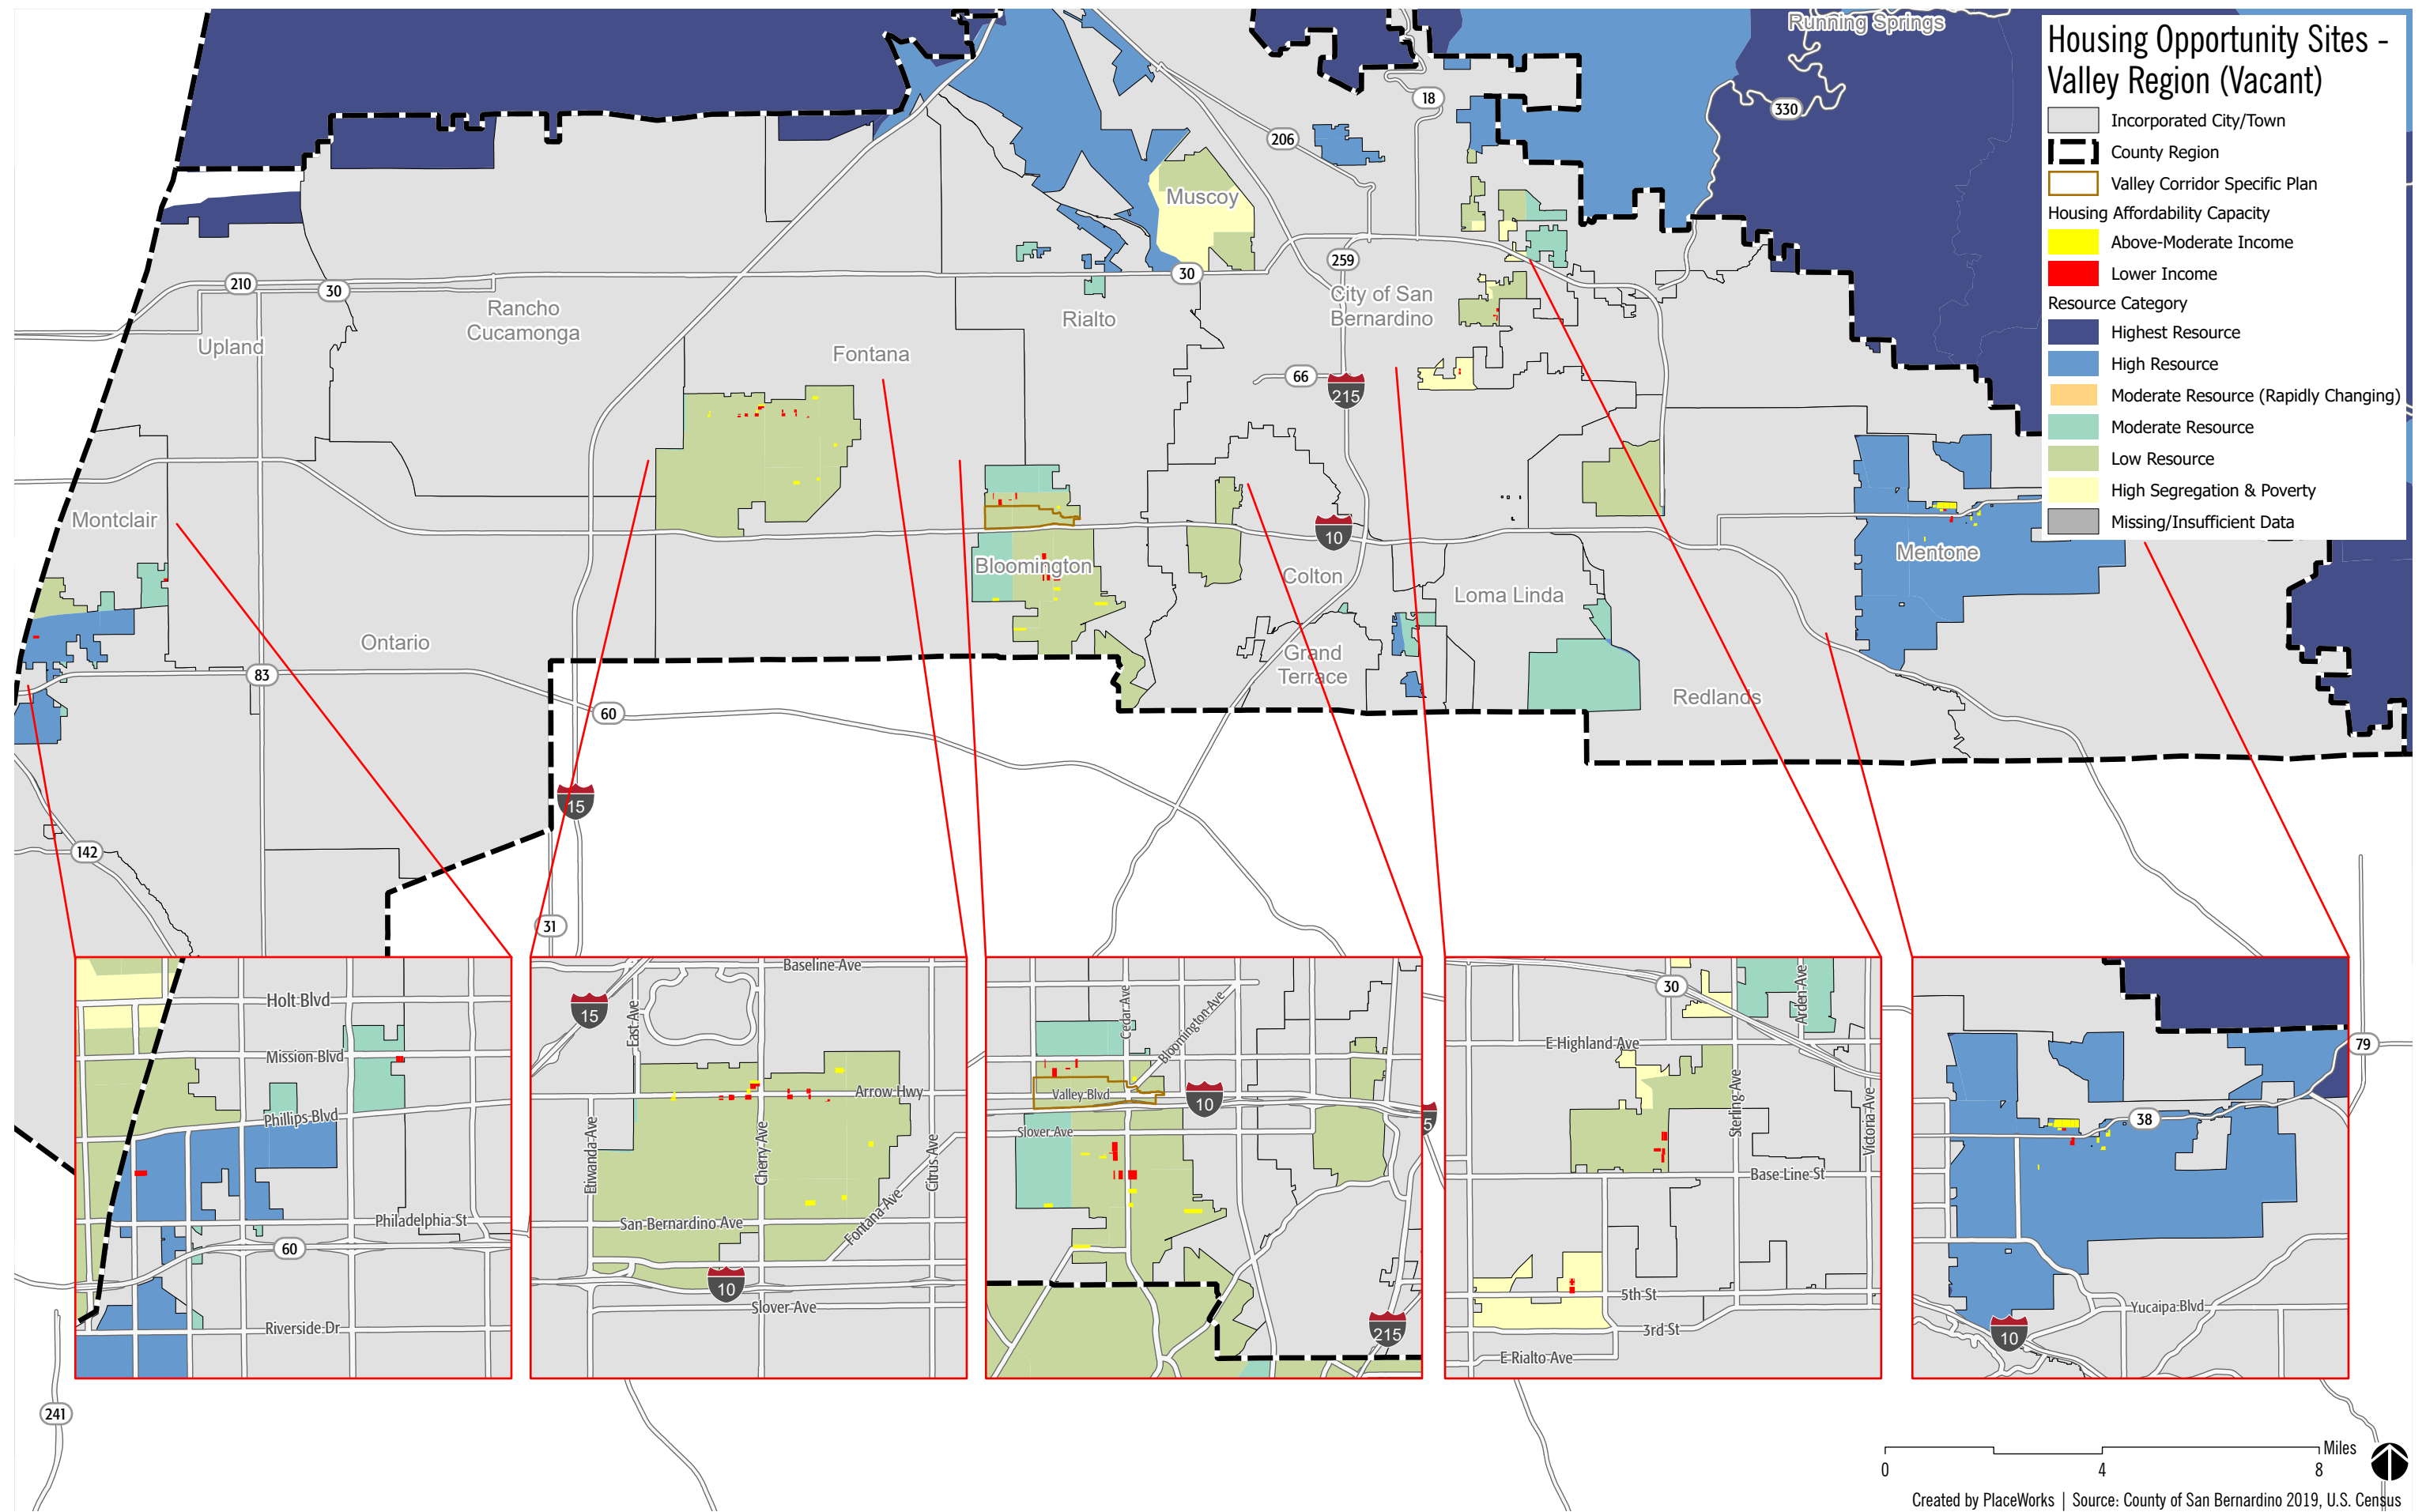 Running Springs
Housing Opportunity Sites -
Valley Region (Vacant)
Incorporated City/Town
County Region
Valley Corridor Specific Plan
Housing Affordability Capacity
Above-Moderate Income
Lower Income
Resource Category
Highest Resource
High Resource
Moderate Resource (Rapidly Changing)
Moderate Resource
Low Resource
High Segregation & Poverty
Missing/Insufficient Data
18
330
206
Muscoy
259
30
210
30
City of San
Bernardino
Rancho
Cucamonga
Rialto
Upland
Fontana
66
215
Montclair
10
Mentone
Bloomington
Colton
Loma Linda
Ontario
Grand
Terrace
83
Redlands
60
15
142
31
Holt Blvd
Mission Blvd
Phillips Blvd
Philadelphia St
60
Riverside Dr
Baseline Ave
15
East Ave
Arrow Hwy
Etiwanda Ave
Cherry Ave
Citrus Ave
San Bernardino Ave
Fontana Ave
10
Slover Ave
Cedar Ave
Bloomington Ave
Valley Blvd
10
5
Slover Ave
215
30
Arden Ave
E Highland Ave
Sterling Ave
Victoria Ave
Base Line St
5th St
3rd St
E Rialto Ave
79
38
Yucaipa Blvd
10
241
Miles
0
4
8
Created by PlaceWorks | Source: County of San Bernardino 2019, U.S. Census